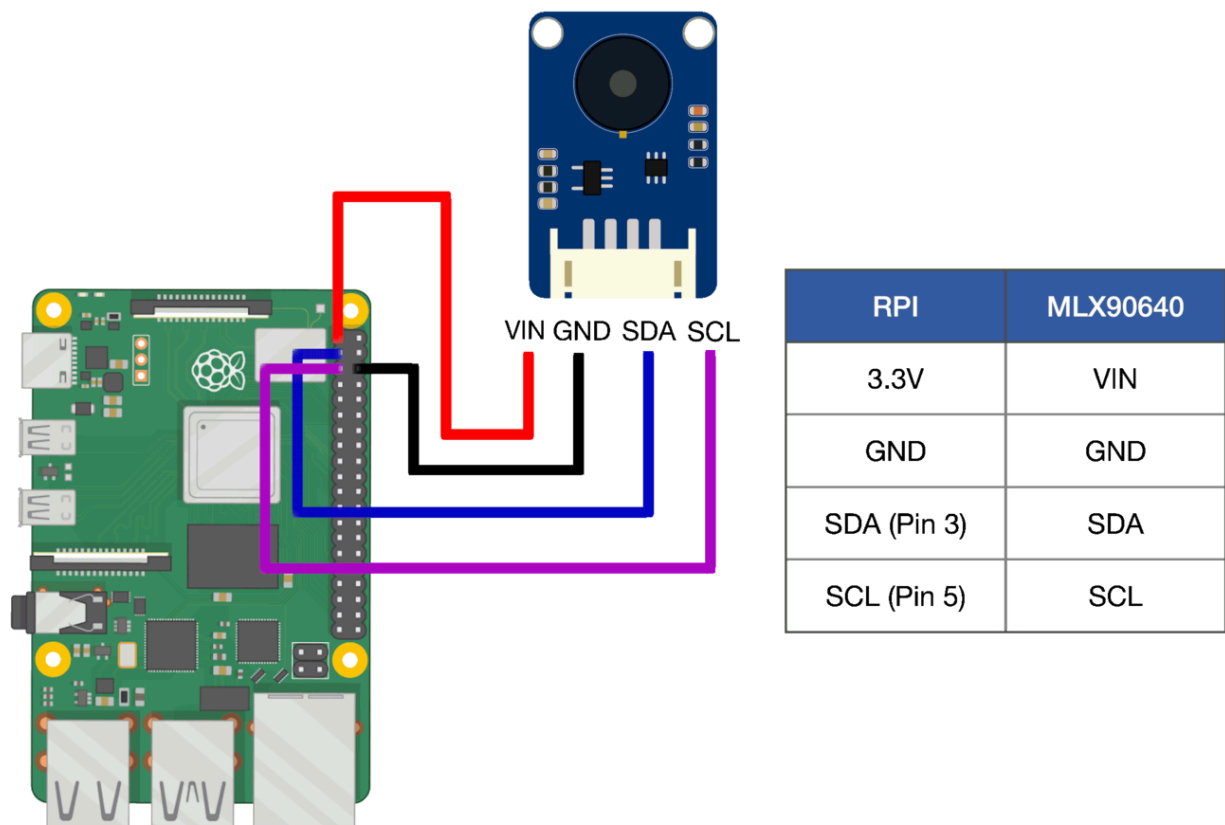 VIN GND SDA SCL
RPI MLX90640
3.3V VIN
GND GND
SDA (Pin 3) SDA
SCL (Pin 5) SCL